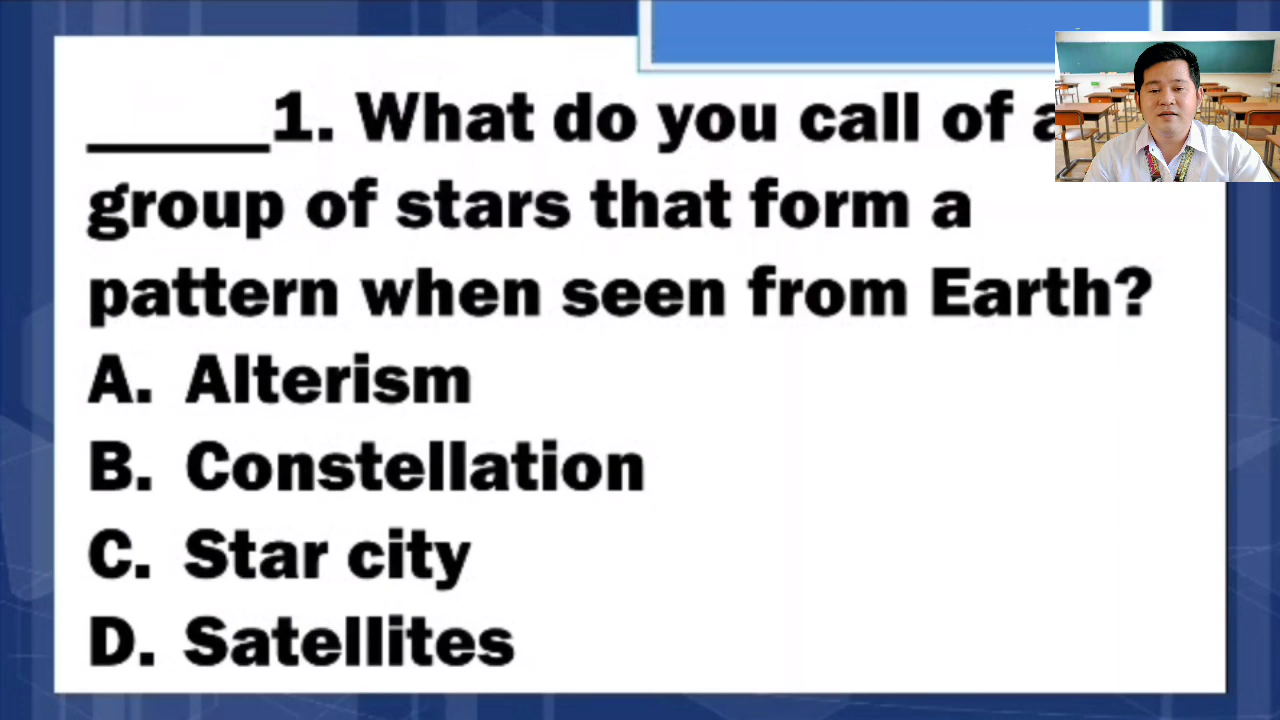 _____1. What do you call of a
group of stars that form a
pattern when seen from Earth?
A. Alterism
B. Constellation
C. Star city
D. Satellites